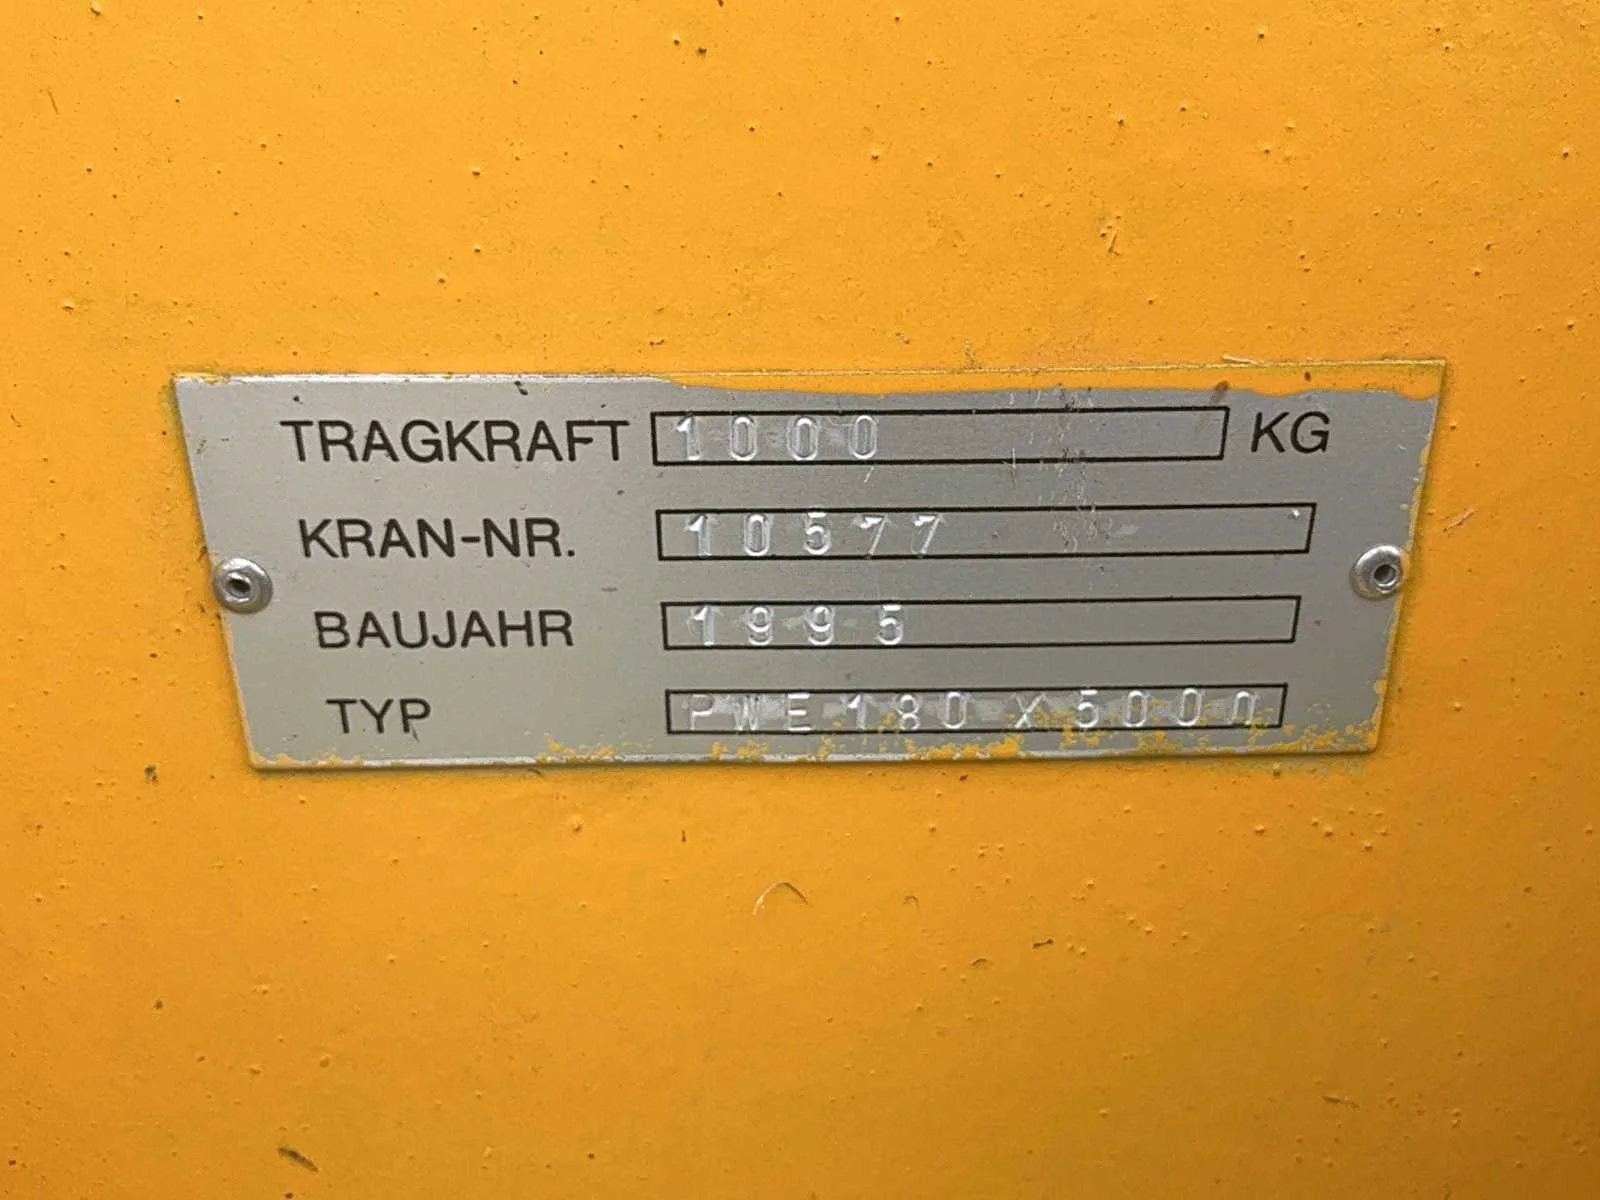 TRAGKRAFT 1000 KG
KRAN-NR. 10577
BAUJAHR 1995
TYP PWE 180 X 5000